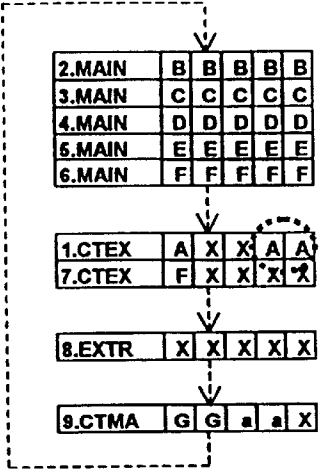 2.MAIN B B B B B
3.MAIN C C C C C
4.MAIN D D D D D
5.MAIN E E E E E
6.MAIN F F F F F
1.CTEX A X X A A
7.CTEX F X X X X
8.EXTR X X X X X
9.CTMA G G a a X